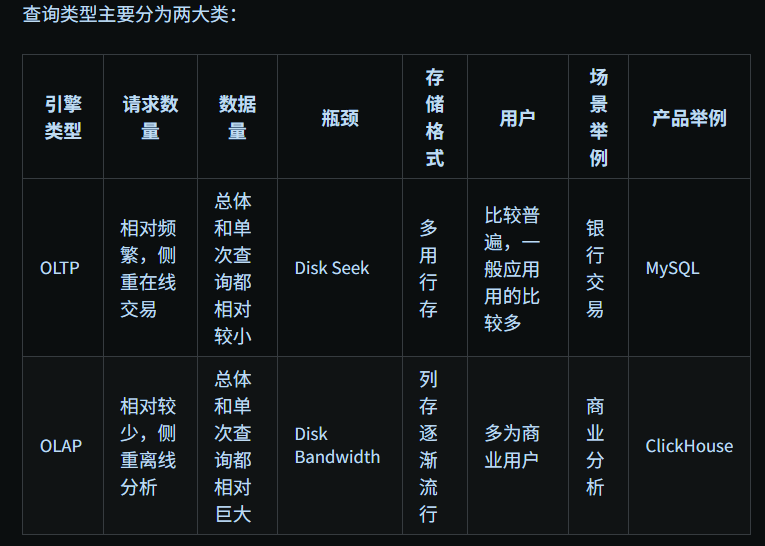 查询类型主要分为两大类：
引擎
类型
请求数
量
数据
量
瓶颈
存
储
格
式
用户
场
景
举
例
产品举例
OLTP
相对频
繁，侧
重在线
交易
总体
和单
次查
询都
相对
较小
Disk Seek
多
用
行
存
比较普
遍，一
般应用
用的比
较多
银
行
交
易
MySQL
OLAP
相对较
少，侧
重离线
分析
总体
和单
次查
询都
相对
巨大
Disk
Bandwidth
列
存
逐
渐
流
行
多为商
业用户
商
业
分
析
ClickHouse